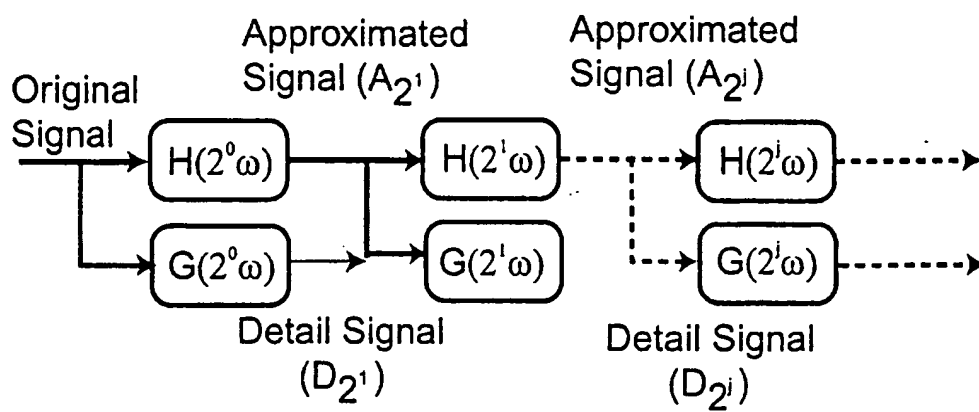 Approximated
Signal (A₂¹)
Approximated
Signal (A₂ʲ)
Original
Signal
H(2⁰ω)
H(2¹ω)
H(2ʲω)
G(2⁰ω)
G(2¹ω)
G(2ʲω)
Detail Signal
(D₂¹)
Detail Signal
(D₂ʲ)